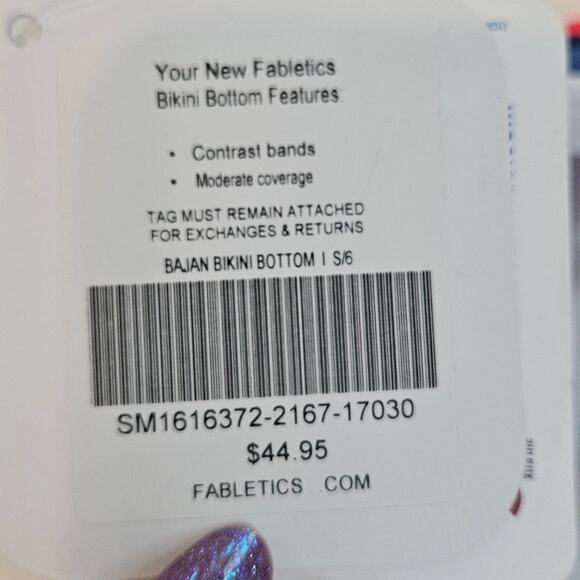 Your New Fabletics
Bikini Bottom Features:
• Contrast bands
• Moderate coverage
TAG MUST REMAIN ATTACHED
FOR EXCHANGES & RETURNS
BAJAN BIKINI BOTTOM | S/6
SM1616372-2167-17030
$44.95
FABLETICS .COM